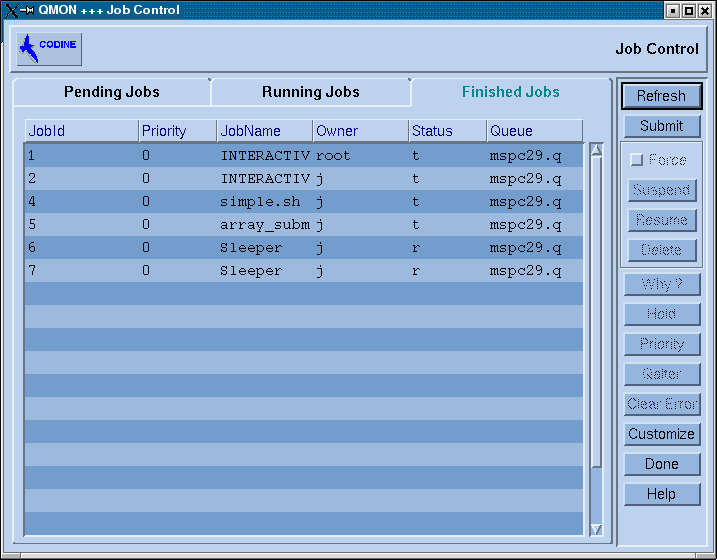 QMON +++ Job Control
CODINE
Job Control
Pending Jobs Running Jobs Finished Jobs
JobId Priority JobName Owner Status Queue
1 0 INTERACTIV root t mspc29.q
2 0 INTERACTIV j t mspc29.q
4 0 simple.sh j t mspc29.q
5 0 array_subm j t mspc29.q
6 0 Sleeper j r mspc29.q
7 0 Sleeper j r mspc29.q
Refresh
Submit
Force
Suspend
Resume
Delete
Why ?
Hold
Priority
Qalter
Clear Error
Customize
Done
Help